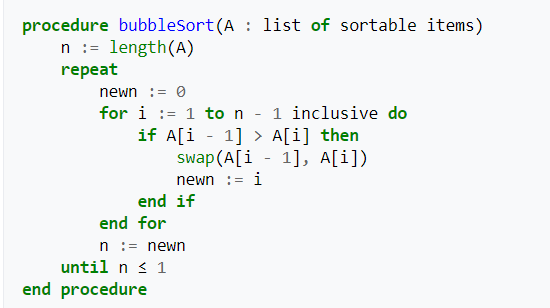 procedure bubbleSort(A : list of sortable items)
    n := length(A)
    repeat
        newn := 0
        for i := 1 to n - 1 inclusive do
            if A[i - 1] > A[i] then
                swap(A[i - 1], A[i])
                newn := i
            end if
        end for
        n := newn
    until n ≤ 1
end procedure